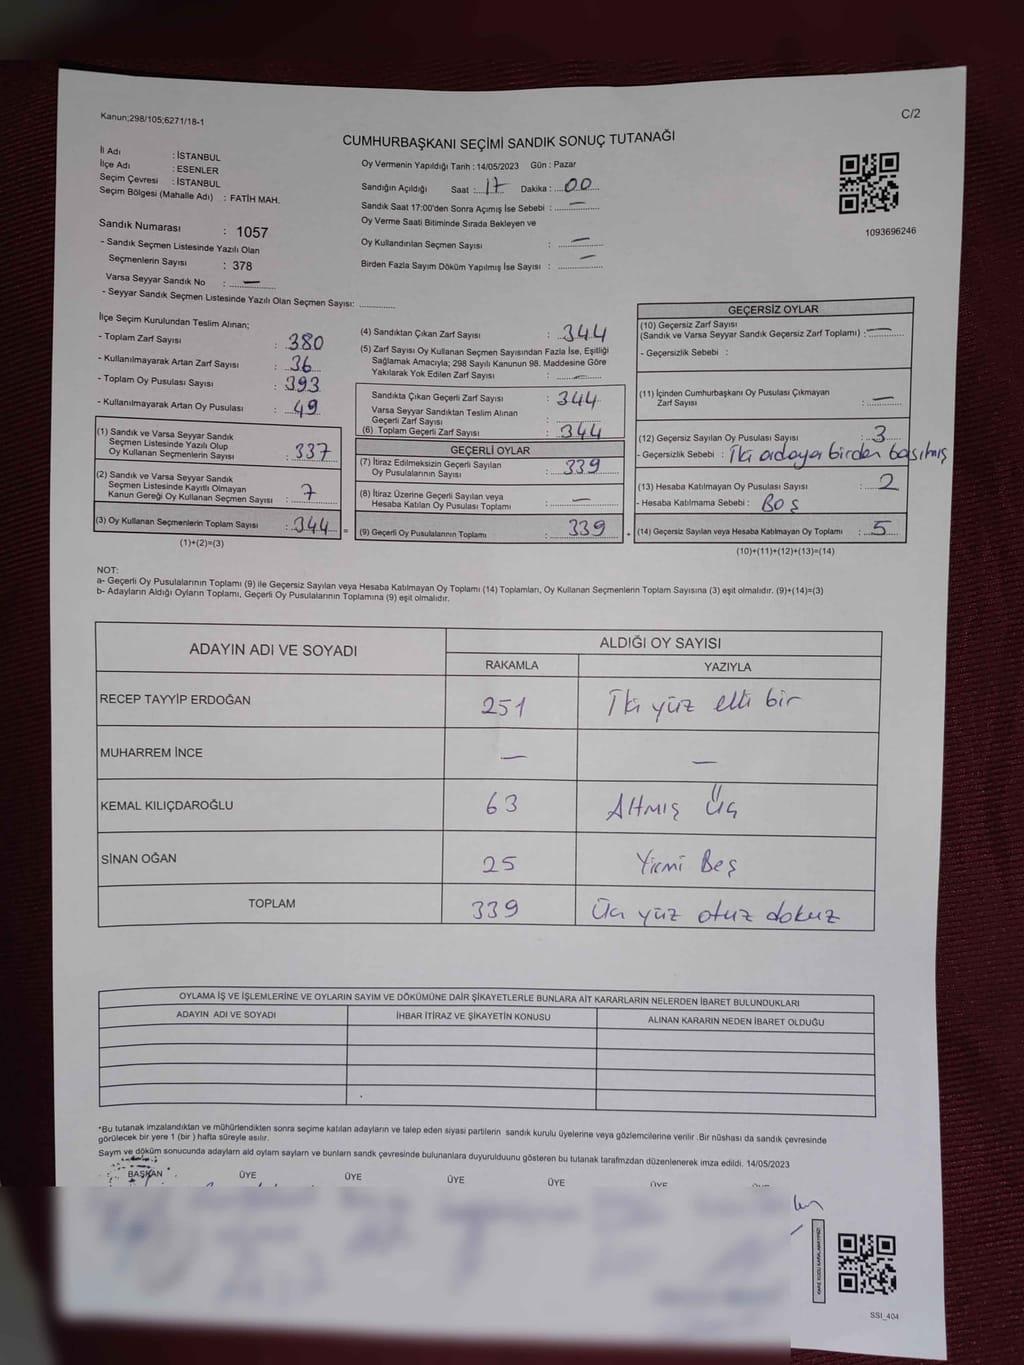 Kanun;298/105;6271/18-1
C/2
CUMHURBAŞKANI SEÇİMİ SANDIK SONUÇ TUTANAĞI
İl Adı : İSTANBUL
İlçe Adı : ESENLER
Seçim Çevresi : İSTANBUL
Seçim Bölgesi (Mahalle Adı) : FATİH MAH.
Oy Vermenin Yapıldığı Tarih : 14/05/2023 Gün : Pazar
Sandığın Açıldığı Saat : 17 Dakika : 00
Sandık Saat 17:00'den Sonra Açımış İse Sebebi : —
Oy Verme Saati Bitiminde Sırada Bekleyen ve
Oy Kullandırılan Seçmen Sayısı : —
Birden Fazla Sayım Döküm Yapılmış İse Sayısı : —
1093696246
Sandık Numarası : 1057
- Sandık Seçmen Listesinde Yazılı Olan
Seçmenlerin Sayısı : 378
Varsa Seyyar Sandık No : —
- Seyyar Sandık Seçmen Listesinde Yazılı Olan Seçmen Sayısı:
İlçe Seçim Kurulundan Teslim Alınan;
- Toplam Zarf Sayısı : 380
- Kullanılmayarak Artan Zarf Sayısı : 36
- Toplam Oy Pusulası Sayısı : 393
- Kullanılmayarak Artan Oy Pusulası : 49
(1) Sandık ve Varsa Seyyar Sandık
Seçmen Listesinde Yazılı Olup
Oy Kullanan Seçmenlerin Sayısı : 337
(2) Sandık ve Varsa Seyyar Sandık
Seçmen Listesinde Kayıtlı Olmayan
Kanun Gereği Oy Kullanan Seçmen Sayısı : 7
(3) Oy Kullanan Seçmenlerin Toplam Sayısı : 344 =
(1)+(2)=(3)
(4) Sandıktan Çıkan Zarf Sayısı : 344
(5) Zarf Sayısı Oy Kullanan Seçmen Sayısından Fazla İse, Eşitliği
Sağlamak Amacıyla; 298 Sayılı Kanunun 98. Maddesine Göre
Yakılarak Yok Edilen Zarf Sayısı : —
Sandıkta Çıkan Geçerli Zarf Sayısı : 344
Varsa Seyyar Sandıktan Teslim Alınan
Geçerli Zarf Sayısı :
(6) Toplam Geçerli Zarf Sayısı : 344
GEÇERLİ OYLAR
(7) İtiraz Edilmeksizin Geçerli Sayılan
Oy Pusulasının Sayısı : 339
(8) İtiraz Üzerine Geçerli Sayılan veya
Hesaba Katılan Oy Pusulası Toplamı : —
(9) Geçerli Oy Pusulalarının Toplamı : 339 +
GEÇERSİZ OYLAR
(10) Geçersiz Zarf Sayısı
(Sandık ve Varsa Seyyar Sandık Geçersiz Zarf Toplamı) : —
- Geçersizlik Sebebi :
(11) İçinden Cumhurbaşkanı Oy Pusulası Çıkmayan
Zarf Sayısı : —
(12) Geçersiz Sayılan Oy Pusulası Sayısı : 3
- Geçersizlik Sebebi : İki adaya birden basılmış
(13) Hesaba Katılmayan Oy Pusulası Sayısı : 2
- Hesaba Katılmama Sebebi : Boş
(14) Geçersiz Sayılan veya Hesaba Katılmayan Oy Toplamı : 5
(10)+(11)+(12)+(13)=(14)
NOT:
a- Geçerli Oy Pusulalarının Toplamı (9) ile Geçersiz Sayılan veya Hesaba Katılmayan Oy Toplamı (14) Toplamları, Oy Kullanan Seçmenlerin Toplam Sayısına (3) eşit olmalıdır. (9)+(14)=(3)
b- Adayların Aldığı Oyların Toplamı, Geçerli Oy Pusulalarının Toplamına (9) eşit olmalıdır.
ADAYIN ADI VE SOYADI
ALDIĞI OY SAYISI
RAKAMLA YAZIYLA
RECEP TAYYİP ERDOĞAN 251 İki yüz elli bir
MUHARREM İNCE — —
KEMAL KILIÇDAROĞLU 63 Altmış Üç
SİNAN OĞAN 25 Yirmi Beş
TOPLAM 339 Üç yüz otuz dokuz
OYLAMA İŞ VE İŞLEMLERİNE VE OYLARIN SAYIM VE DÖKÜMÜNE DAİR ŞİKAYETLERLE BUNLARA AİT KARARLARIN NELERDEN İBARET BULUNDUKLARI
ADAYIN ADI VE SOYADI İHBAR İTİRAZ VE ŞİKAYETİN KONUSU ALINAN KARARIN NEDEN İBARET OLDUĞU
*Bu tutanak imzalandıktan ve mühürlendikten sonra seçime katılan adayların ve talep eden siyasi partilerin sandık kurulu üyelerine veya gözlemcilerine verilir .Bir nüshası da sandık çevresinde
görülecek bir yere 1 (bir ) hafta süreyle asılır.
Sayım ve döküm sonucunda adayların ald oylam sayları ve bunların sandk çevresinde bulunanlara duyurulduunu gösteren bu tutanak tarafmzdan düzenlenerek imza edildi. 14/05/2023
BAŞKAN ÜYE ÜYE ÜYE ÜYE ÜYE
SSI_404